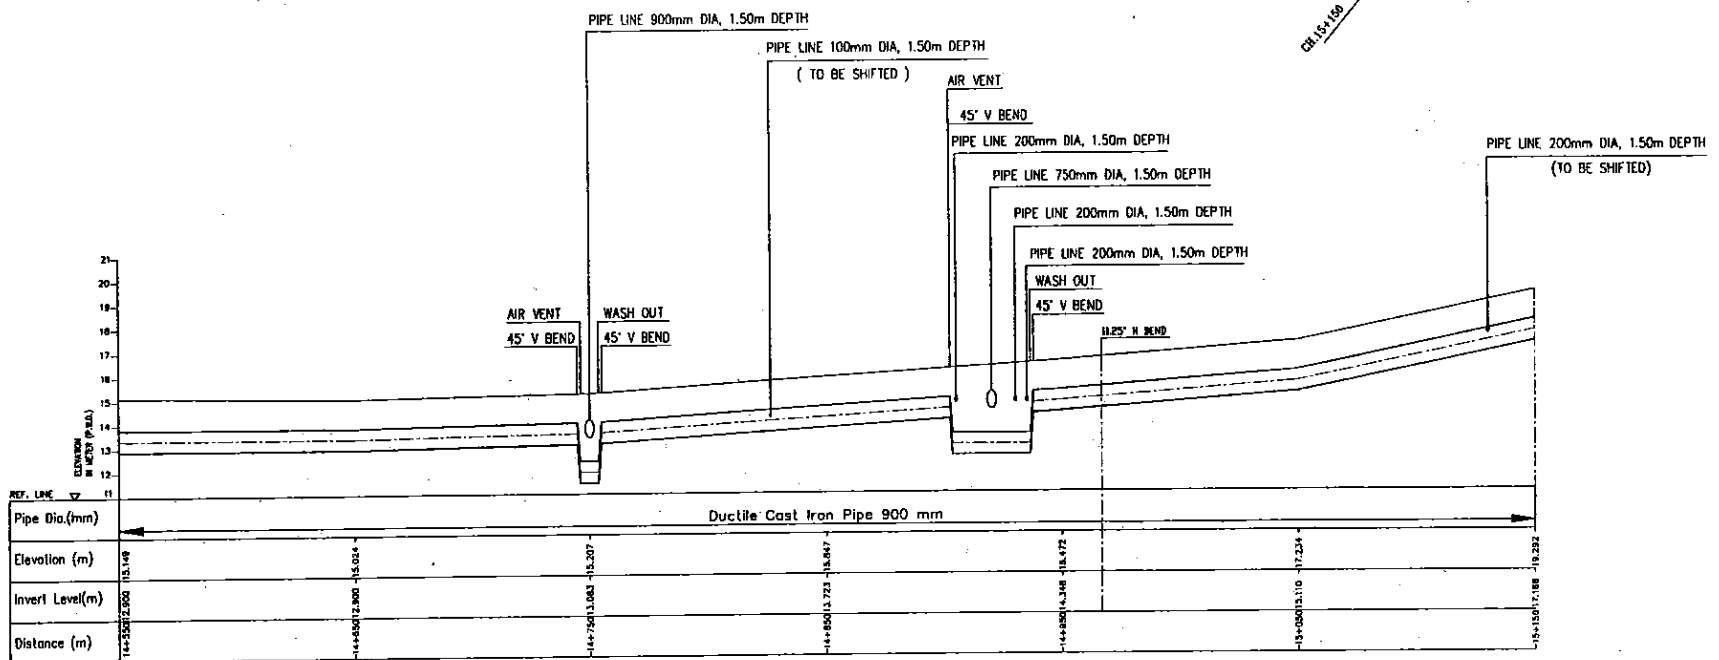 PIPE LINE 900mm DIA, 1.50m DEPTH
CH.15+150
PIPE LINE 100mm DIA, 1.50m DEPTH
( TO BE SHIFTED )
AIR VENT
45° V BEND
PIPE LINE 200mm DIA, 1.50m DEPTH
PIPE LINE 200mm DIA, 1.50m DEPTH
(TO BE SHIFTED)
PIPE LINE 750mm DIA, 1.50m DEPTH
PIPE LINE 200mm DIA, 1.50m DEPTH
PIPE LINE 200mm DIA, 1.50m DEPTH
WASH OUT
45° V BEND
AIR VENT
45° V BEND
WASH OUT
45° V BEND
11.25° H BEND
21
20
19
18
17
16
15
14
13
12
11
ELEVATION
IN METER
REF. LINE
Pipe Dia.(mm)
Ductile Cast Iron Pipe 900 mm
Elevation (m)
15.149
15.024
15.207
15.847
17.234
19.292
Invert Level(m)
12.900
12.900
13.083
13.723
14.348
15.110
17.168
Distance (m)
14+550
14+650
14+750
14+850
14+950
15+050
15+150